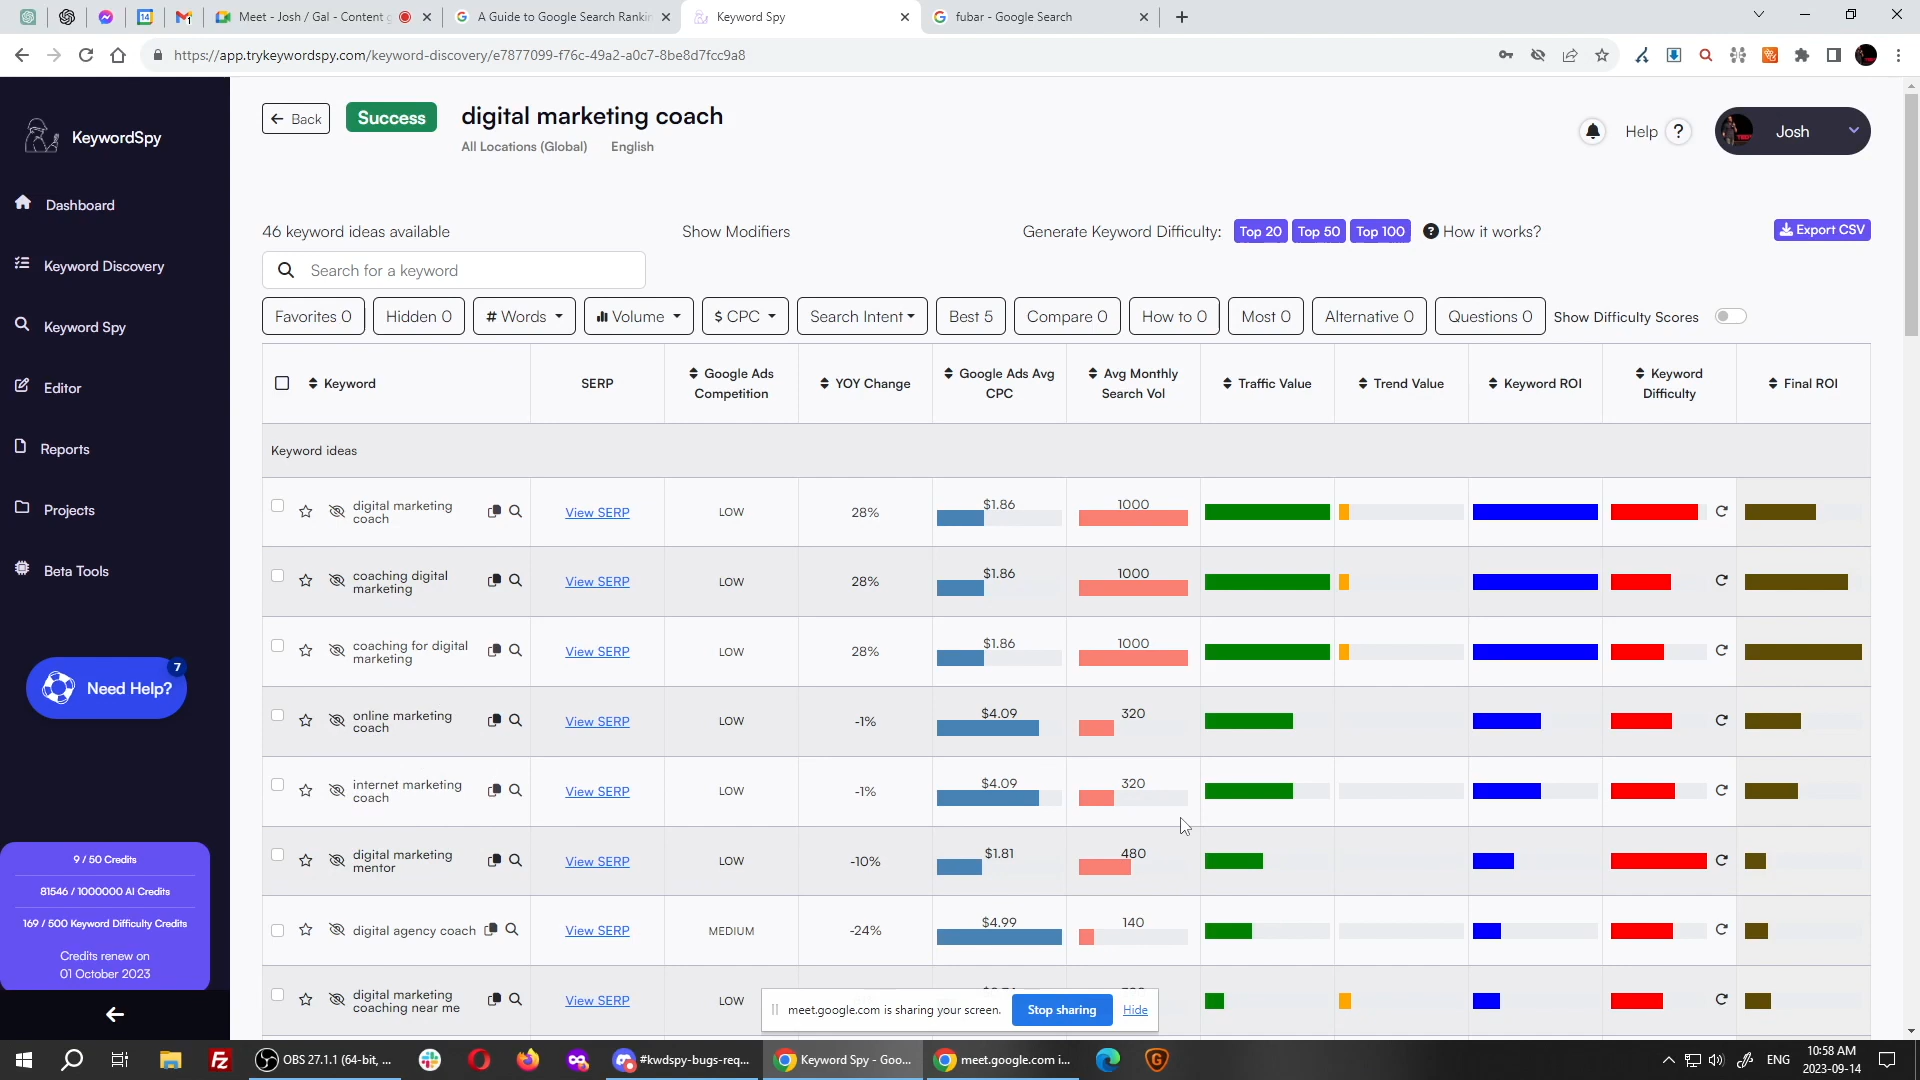 Meet - Josh / Gal - Content g
A Guide to Google Search Rankin
Keyword Spy
fubar - Google Search
https://app.trykeywordspy.com/keyword-discovery/e7877099-f76c-49a2-a0c7-8be8d7fcc9a8
KeywordSpy
Dashboard
Keyword Discovery
Keyword Spy
Editor
Reports
Projects
Beta Tools
7
Need Help?
9 / 50 Credits
81546 / 1000000 AI Credits
169 / 500 Keyword Difficulty Credits
Credits renew on
01 October 2023
Back
Success
digital marketing coach
All Locations (Global) English
Help ?
Josh
46 keyword ideas available
Show Modifiers
Generate Keyword Difficulty: Top 20 Top 50 Top 100 ? How it works?
Export CSV
Search for a keyword
Favorites 0 Hidden 0 # Words Volume $ CPC Search Intent Best 5 Compare 0 How to 0 Most 0 Alternative 0 Questions 0 Show Difficulty Scores
Keyword
SERP
Google Ads
Competition
YOY Change
Google Ads Avg
CPC
Avg Monthly
Search Vol
Traffic Value
Trend Value
Keyword ROI
Keyword
Difficulty
Final ROI
Keyword ideas
digital marketing
coach
View SERP LOW 28% $1.86 1000
coaching digital
marketing
View SERP LOW 28% $1.86 1000
coaching for digital
marketing
View SERP LOW 28% $1.86 1000
online marketing
coach
View SERP LOW -1% $4.09 320
internet marketing
coach
View SERP LOW -1% $4.09 320
digital marketing
mentor
View SERP LOW -10% $1.81 480
digital agency coach View SERP MEDIUM -24% $4.99 140
digital marketing
coaching near me
View SERP LOW
meet.google.com is sharing your screen. Stop sharing Hide
OBS 27.1.1 (64-bit, ...
#kwdspy-bugs-req...
Keyword Spy - Goo...
meet.google.com i...
ENG
10:58 AM
2023-09-14